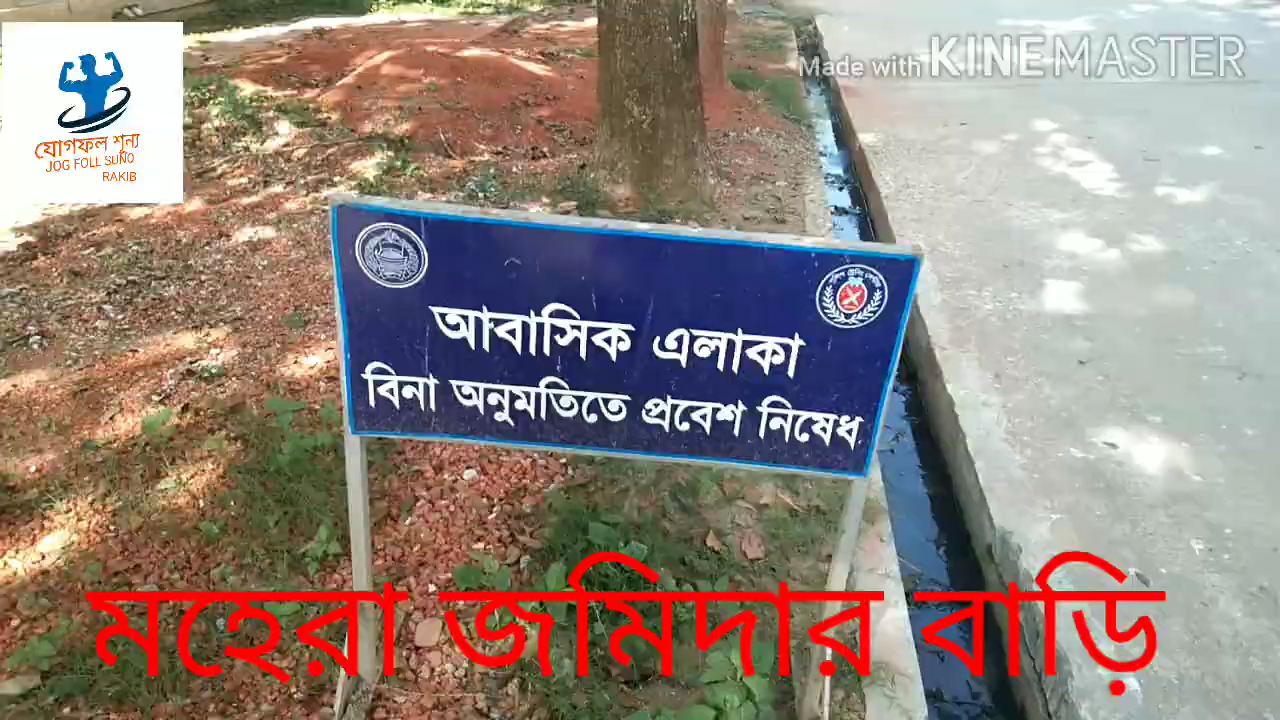 Made with KINEMASTER
যোগফল শূন্য
JOG FOLL SUNO
RAKIB
আবাসিক এলাকা
বিনা অনুমতিতে প্রবেশ নিষেধ
মহেরা জমিদার বাড়ি